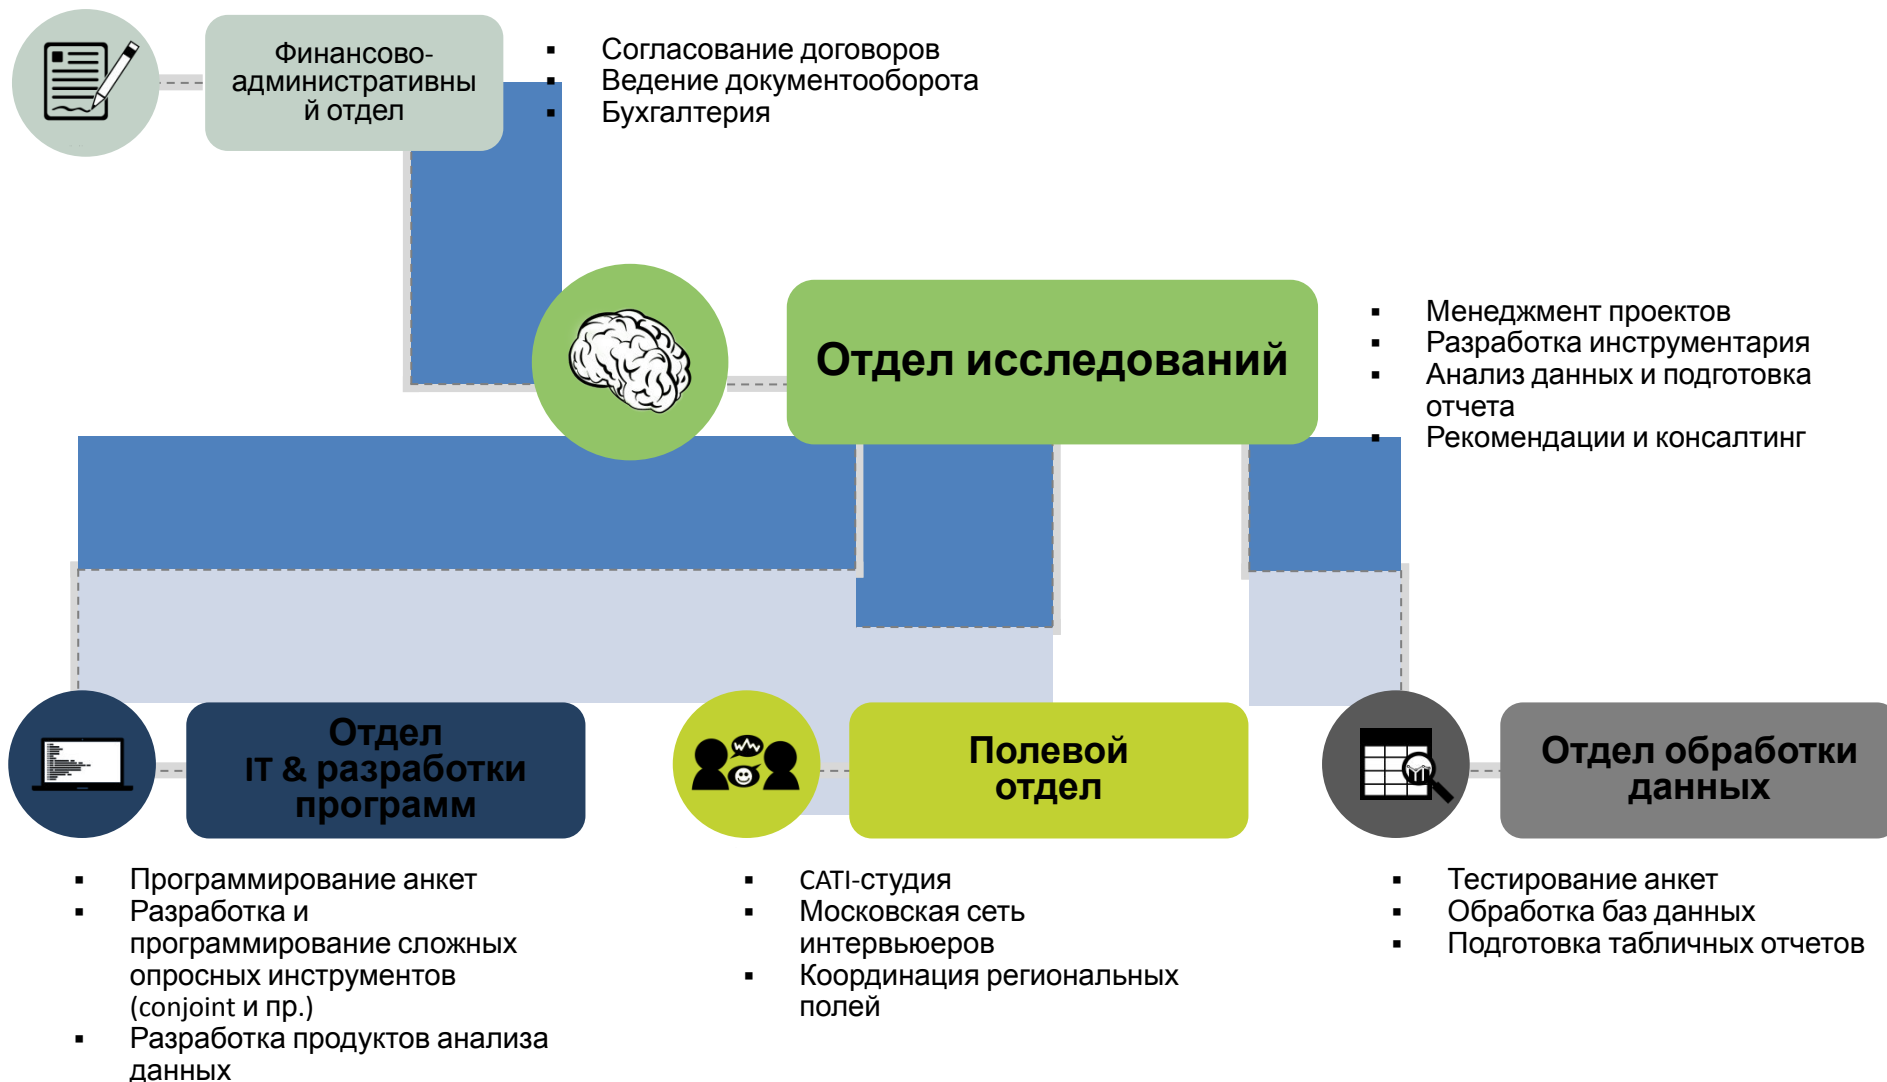 Финансово-
административны
й отдел
▪ Согласование договоров
▪ Ведение документооборота
▪ Бухгалтерия
Отдел исследований
▪ Менеджмент проектов
▪ Разработка инструментария
▪ Анализ данных и подготовка
отчета
▪ Рекомендации и консалтинг
Отдел
IT & разработки
программ
▪ Программирование анкет
▪ Разработка и
программирование сложных
опросных инструментов
(conjoint и пр.)
▪ Разработка продуктов анализа
данных
Полевой
отдел
▪ CATI-студия
▪ Московская сеть
интервьюеров
▪ Координация региональных
полей
Отдел обработки
данных
▪ Тестирование анкет
▪ Обработка баз данных
▪ Подготовка табличных отчетов